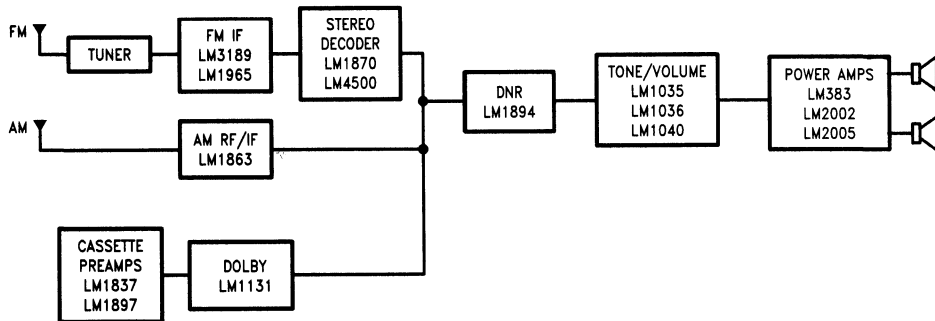 FM
TUNER
FM IF
LM3189
LM1965
STEREO
DECODER
LM1870
LM4500
AM
AM RF/IF
LM1863
CASSETTE
PREAMPS
LM1837
LM1897
DOLBY
LM1131
DNR
LM1894
TONE/VOLUME
LM1035
LM1036
LM1040
POWER AMPS
LM383
LM2002
LM2005